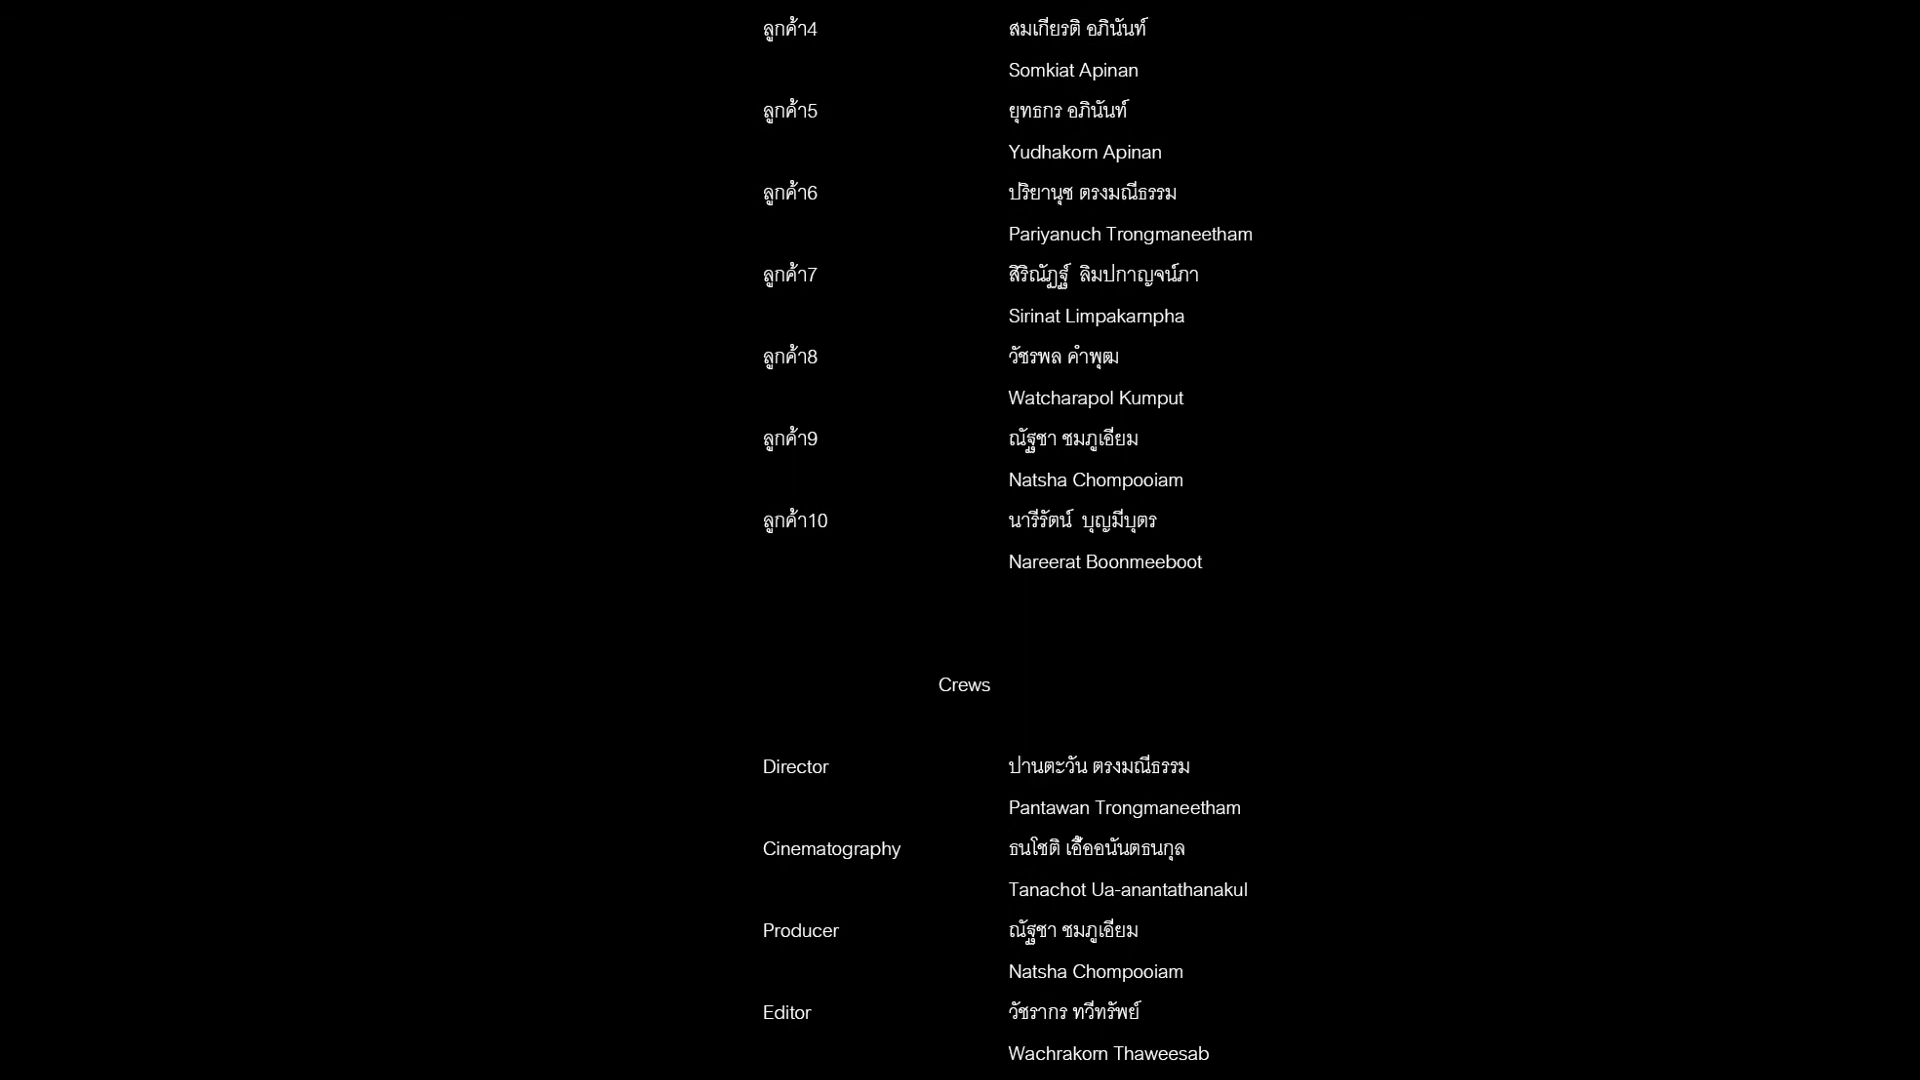 ลูกค้า4 สมเกียรติ อภินันท์
Somkiat Apinan
ลูกค้า5 ยุทธกร อภินันท์
Yudhakorn Apinan
ลูกค้า6 ปริยานุช ตรงมณีธรรม
Pariyanuch Trongmaneetham
ลูกค้า7 สิริณัฏฐ์ ลิมปกาญจน์ภา
Sirinat Limpakarnpha
ลูกค้า8 วัชรพล คำพุฒ
Watcharapol Kumput
ลูกค้า9 ณัฐชา ชมภูเอียม
Natsha Chompooiam
ลูกค้า10 นารีรัตน์ บุญมีบุตร
Nareerat Boonmeeboot
Crews
Director ปานตะวัน ตรงมณีธรรม
Pantawan Trongmaneetham
Cinematography ธนโชติ เอื้ออนันตธนกุล
Tanachot Ua-anantathanakul
Producer ณัฐชา ชมภูเอียม
Natsha Chompooiam
Editor วัชรากร ทวีทรัพย์
Wachrakorn Thaweesab